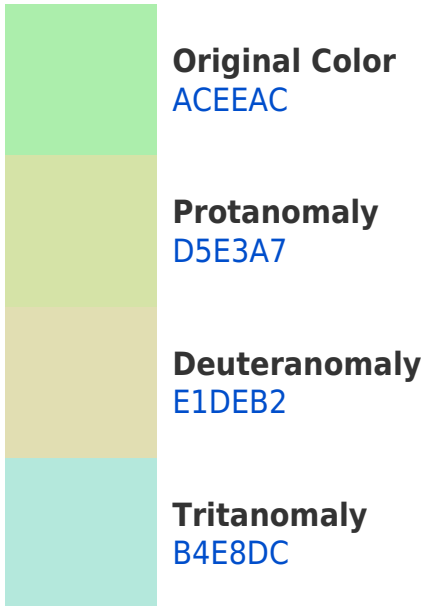 Original Color
ACEEAC
Protanomaly
D5E3A7
Deuteranomaly
E1DEB2
Tritanomaly
B4E8DC